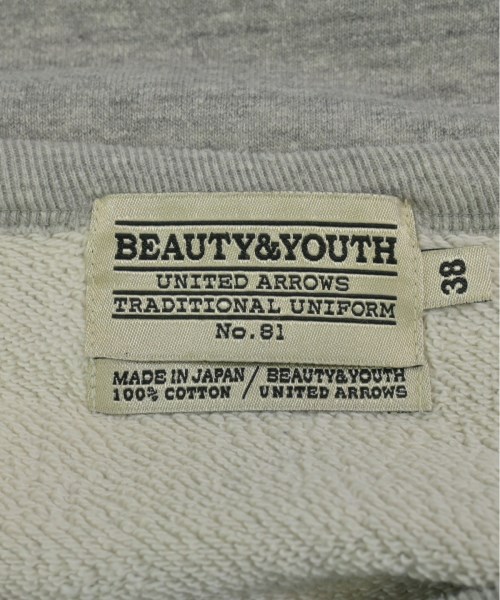 BEAUTY&YOUTH
UNITED ARROWS
TRADITIONAL UNIFORM
No.81
MADE IN JAPAN / BEAUTY&YOUTH
100% COTTON / UNITED ARROWS
38